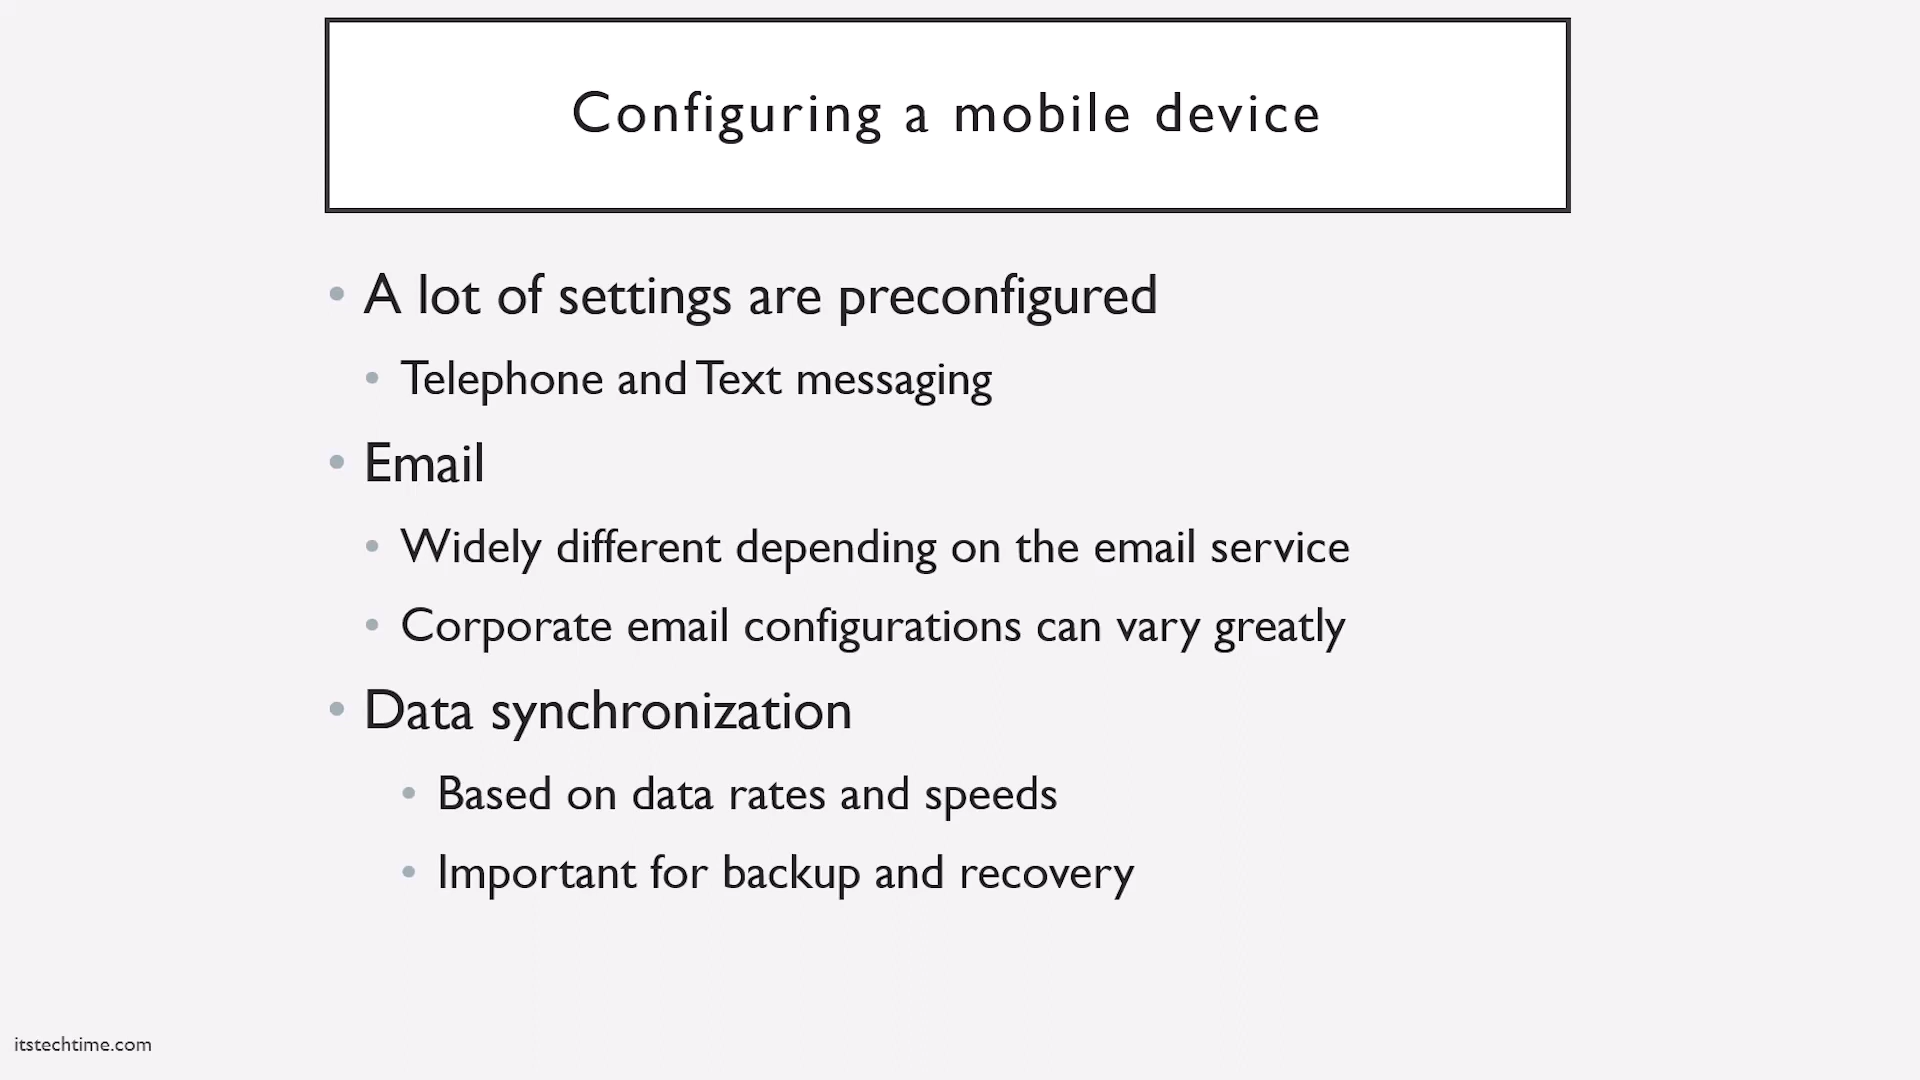 Configuring a mobile device
• A lot of settings are preconfigured
• Telephone and Text messaging
• Email
• Widely different depending on the email service
• Corporate email configurations can vary greatly
• Data synchronization
• Based on data rates and speeds
• Important for backup and recovery
itstechtime.com